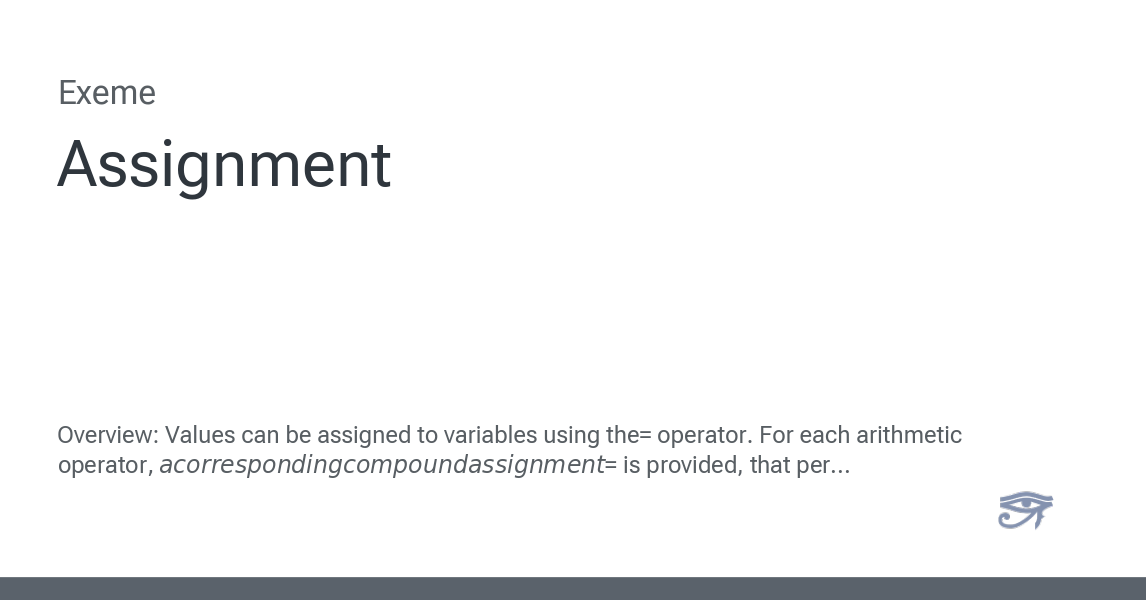 Exeme
Assignment
Overview: Values can be assigned to variables using the= operator. For each arithmetic
operator, acorrespondingcompoundassignment= is provided, that per...